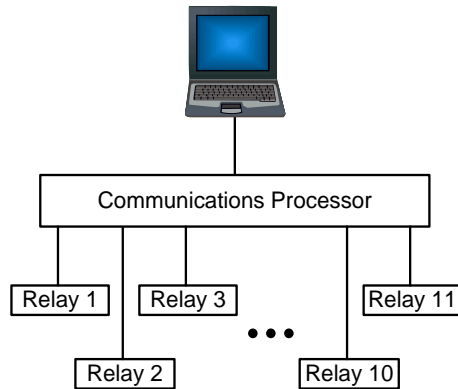 Communications Processor
Relay 1
Relay 3
Relay 11
Relay 2
Relay 10